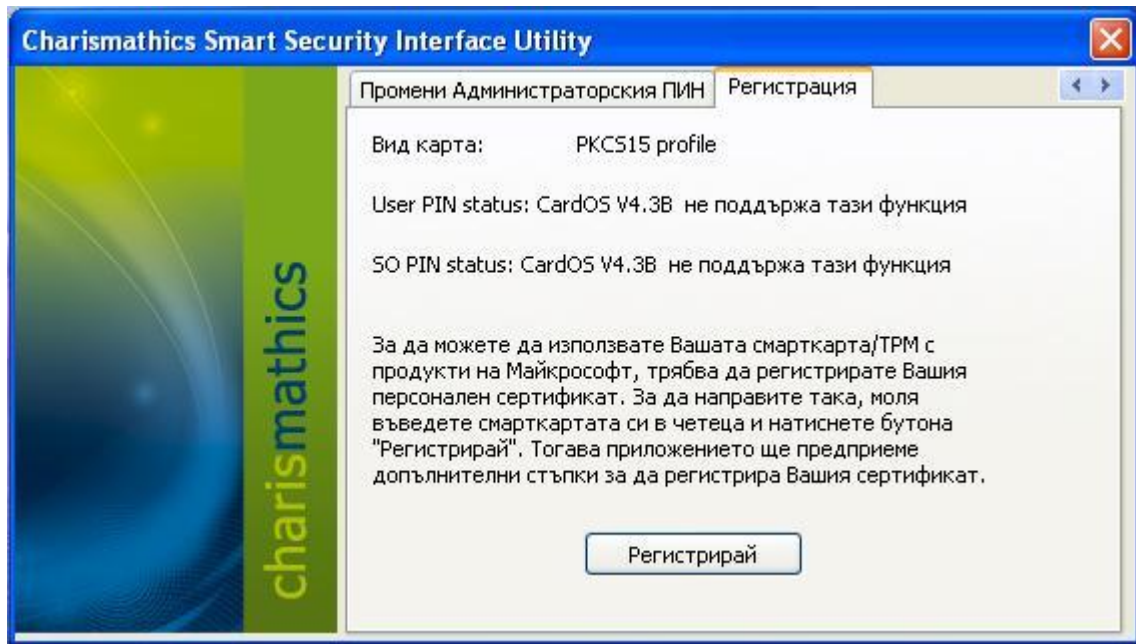 Charismathics Smart Security Interface Utility
Промени Администраторския ПИН
Регистрация
Вид карта: PKCS15 profile
User PIN status: CardOS V4.3B не поддържа тази функция
SO PIN status: CardOS V4.3B не поддържа тази функция
За да можете да използвате Вашата смарткарта/TPM с
продукти на Майкрософт, трябва да регистрирате Вашия
персонален сертификат. За да направите така, моля
въведете смарткартата си в четеца и натиснете бутона
"Регистрирай". Тогава приложението ще предприеме
допълнителни стъпки за да регистрира Вашия сертификат.
Регистрирай
charismathics